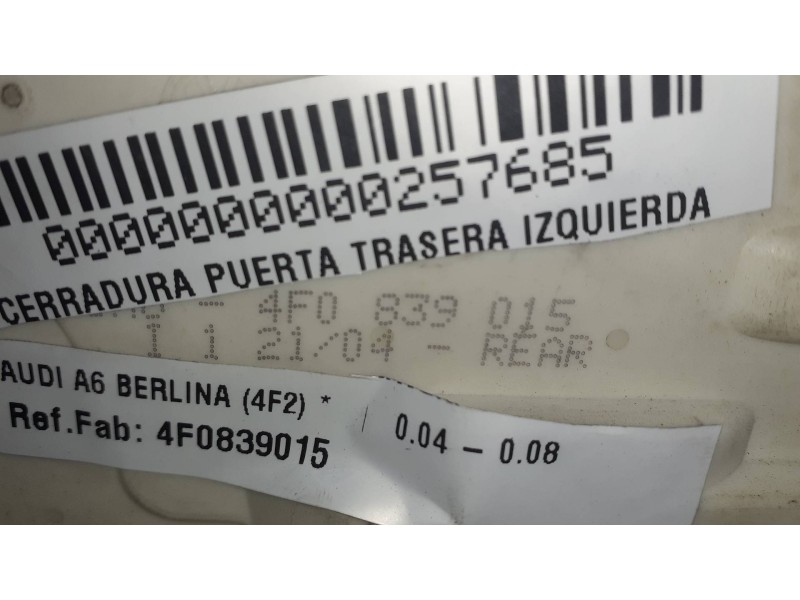 0000000000257685
CERRADURA PUERTA TRASERA IZQUIERDA
- 4F0 839 015
I 1 21/04 - REAR
AUDI A6 BERLINA (4F2) *
0.04 - 0.08
Ref.Fab: 4F0839015